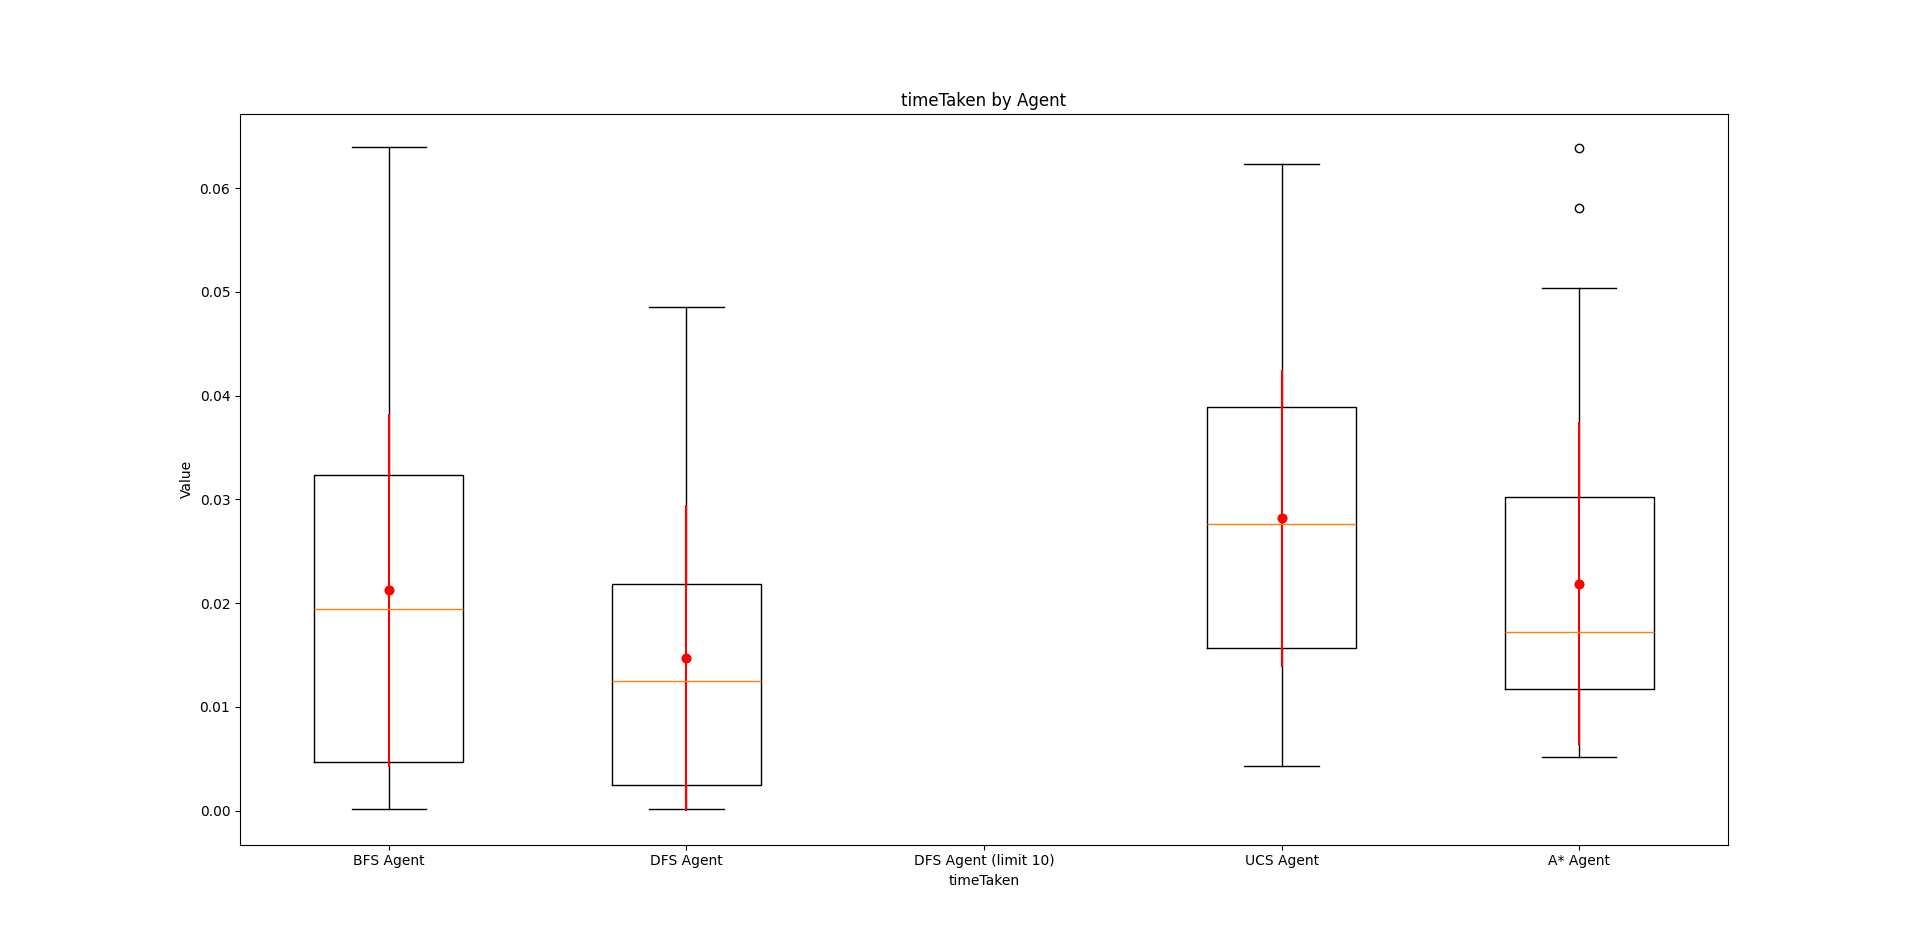 timeTaken by Agent
0.06
0.05
0.04
0.03
0.02
0.01
0.00
Value
BFS Agent
DFS Agent
DFS Agent (limit 10)
UCS Agent
A* Agent
timeTaken